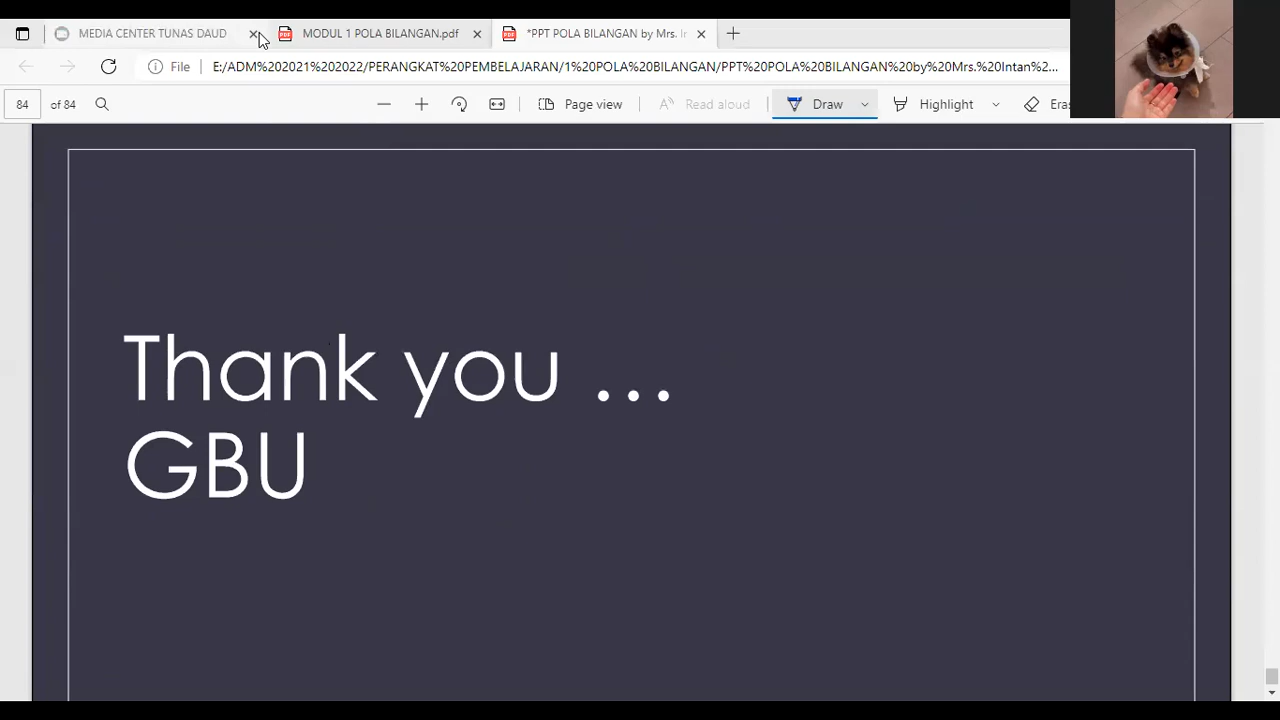 MEDIA CENTER TUNAS DAUD
MODUL 1 POLA BILANGAN.pdf
*PPT POLA BILANGAN by Mrs. I
File
E:/ADM%202021%202022/PERANGKAT%20PEMBELAJARAN/1%20POLA%20BILANGAN/PPT%20POLA%20BILANGAN%20by%20Mrs.%20Intan%2...
84 of 84
Page view
Read aloud
Draw
Highlight
Eras
Thank you ...
GBU